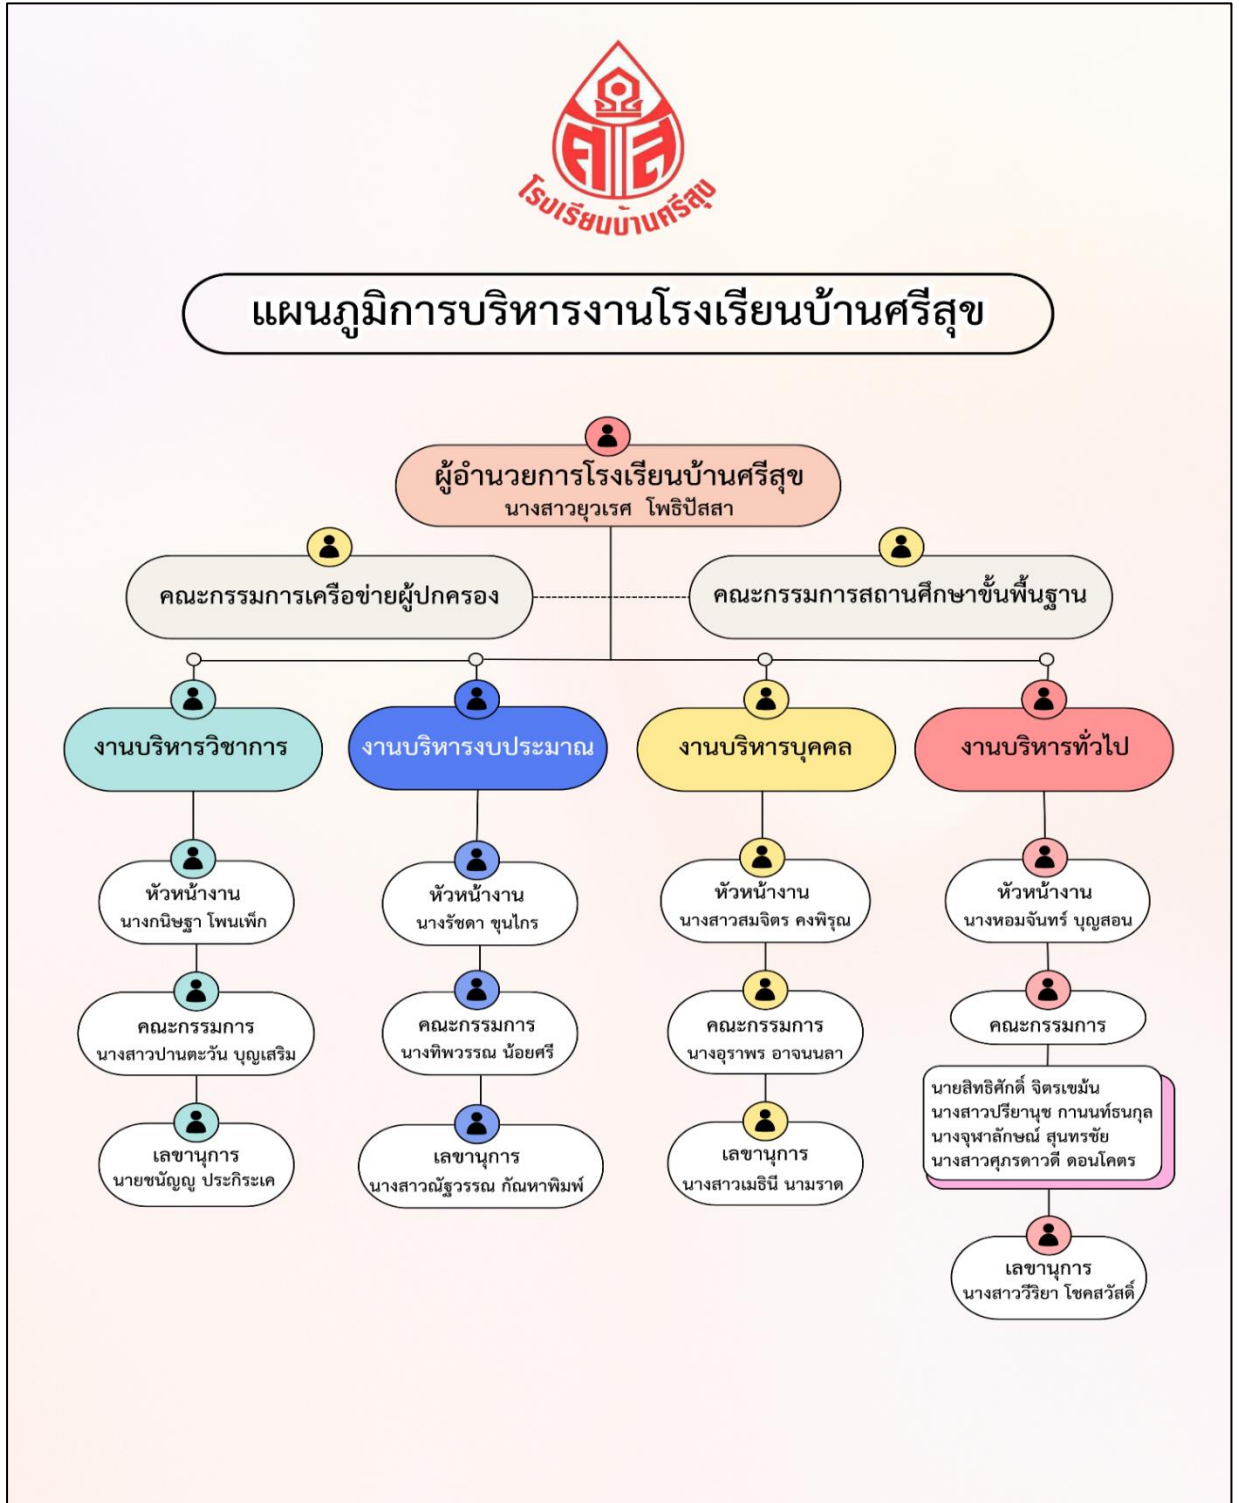 ศส
โรงเรียนบ้านศรีสุข
แผนภูมิการบริหารงานโรงเรียนบ้านศรีสุข
ผู้อำนวยการโรงเรียนบ้านศรีสุข
นางสาวยุวเรศ โพธิปัสสา
คณะกรรมการเครือข่ายผู้ปกครอง
คณะกรรมการสถานศึกษาขั้นพื้นฐาน
งานบริหารวิชาการ
หัวหน้างาน
นางกนิษฐา โพนเพ็ก
คณะกรรมการ
นางสาวปานตะวัน บุญเสริม
เลขานุการ
นายชนัญญู ประกิระเค
งานบริหารงบประมาณ
หัวหน้างาน
นางรัชดา ขุนไกร
คณะกรรมการ
นางทิพวรรณ น้อยศรี
เลขานุการ
นางสาวณัฐวรรณ กัณหาพิมพ์
งานบริหารบุคคล
หัวหน้างาน
นางสาวสมจิตร คงพิรุณ
คณะกรรมการ
นางอุราพร อาจนนลา
เลขานุการ
นางสาวเมธินี นามราต
งานบริหารทั่วไป
หัวหน้างาน
นางหอมจันทร์ บุญสอน
คณะกรรมการ
นายสิทธิศักดิ์ จิตรเขม้น
นางสาวปรียานุช กานนท์ธนกุล
นางจุฬาลักษณ์ สุนทรชัย
นางสาวศุภรดาวดี ดอนโคตร
เลขานุการ
นางสาววีริยา โชคสวัสดิ์